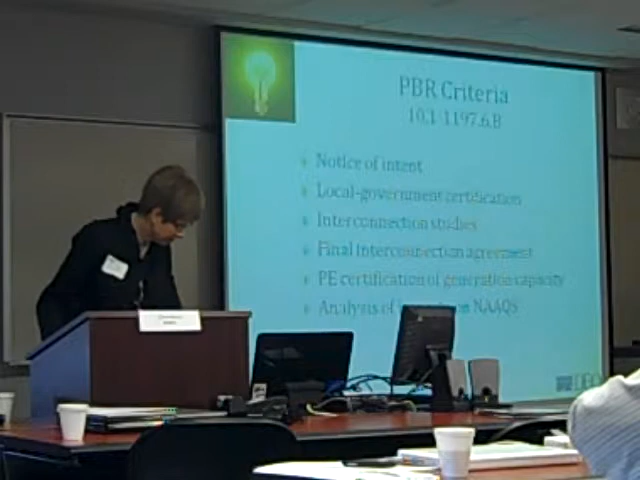 PBR Criteria
10.1-1197.6.B
Notice of intent
Local-government certification
Interconnection studies
Final interconnection agreement
PE certification of generation capacity
Analysis of on NAAQS
DEQ